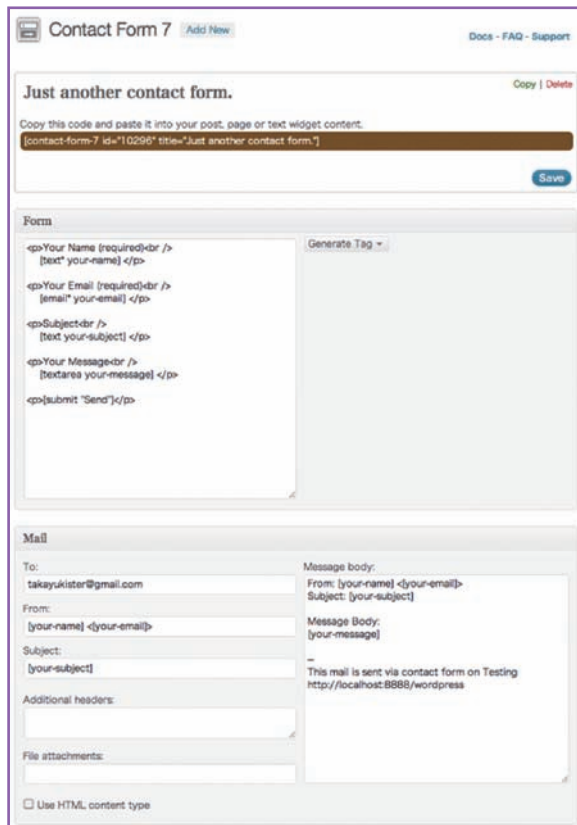 Contact Form 7 Add New
Docs - FAQ - Support
Just another contact form.
Copy | Delete
Copy this code and paste it into your post, page or text widget content.
[contact-form-7 id="10296" title="Just another contact form."]
Save
Form
<p>Your Name (required)<br />
[text* your-name] </p>
<p>Your Email (required)<br />
[email* your-email] </p>
<p>Subject<br />
[text your-subject] </p>
<p>Your Message<br />
[textarea your-message] </p>
<p>[submit "Send"]</p>
Generate Tag
Mail
To:
takayukister@gmail.com
From:
[your-name] <[your-email]>
Subject:
[your-subject]
Additional headers:
File attachments:
Use HTML content type
Message body:
From: [your-name] <[your-email]>
Subject: [your-subject]
Message Body:
[your-message]
--
This mail is sent via contact form on Testing
http://localhost:8888/wordpress